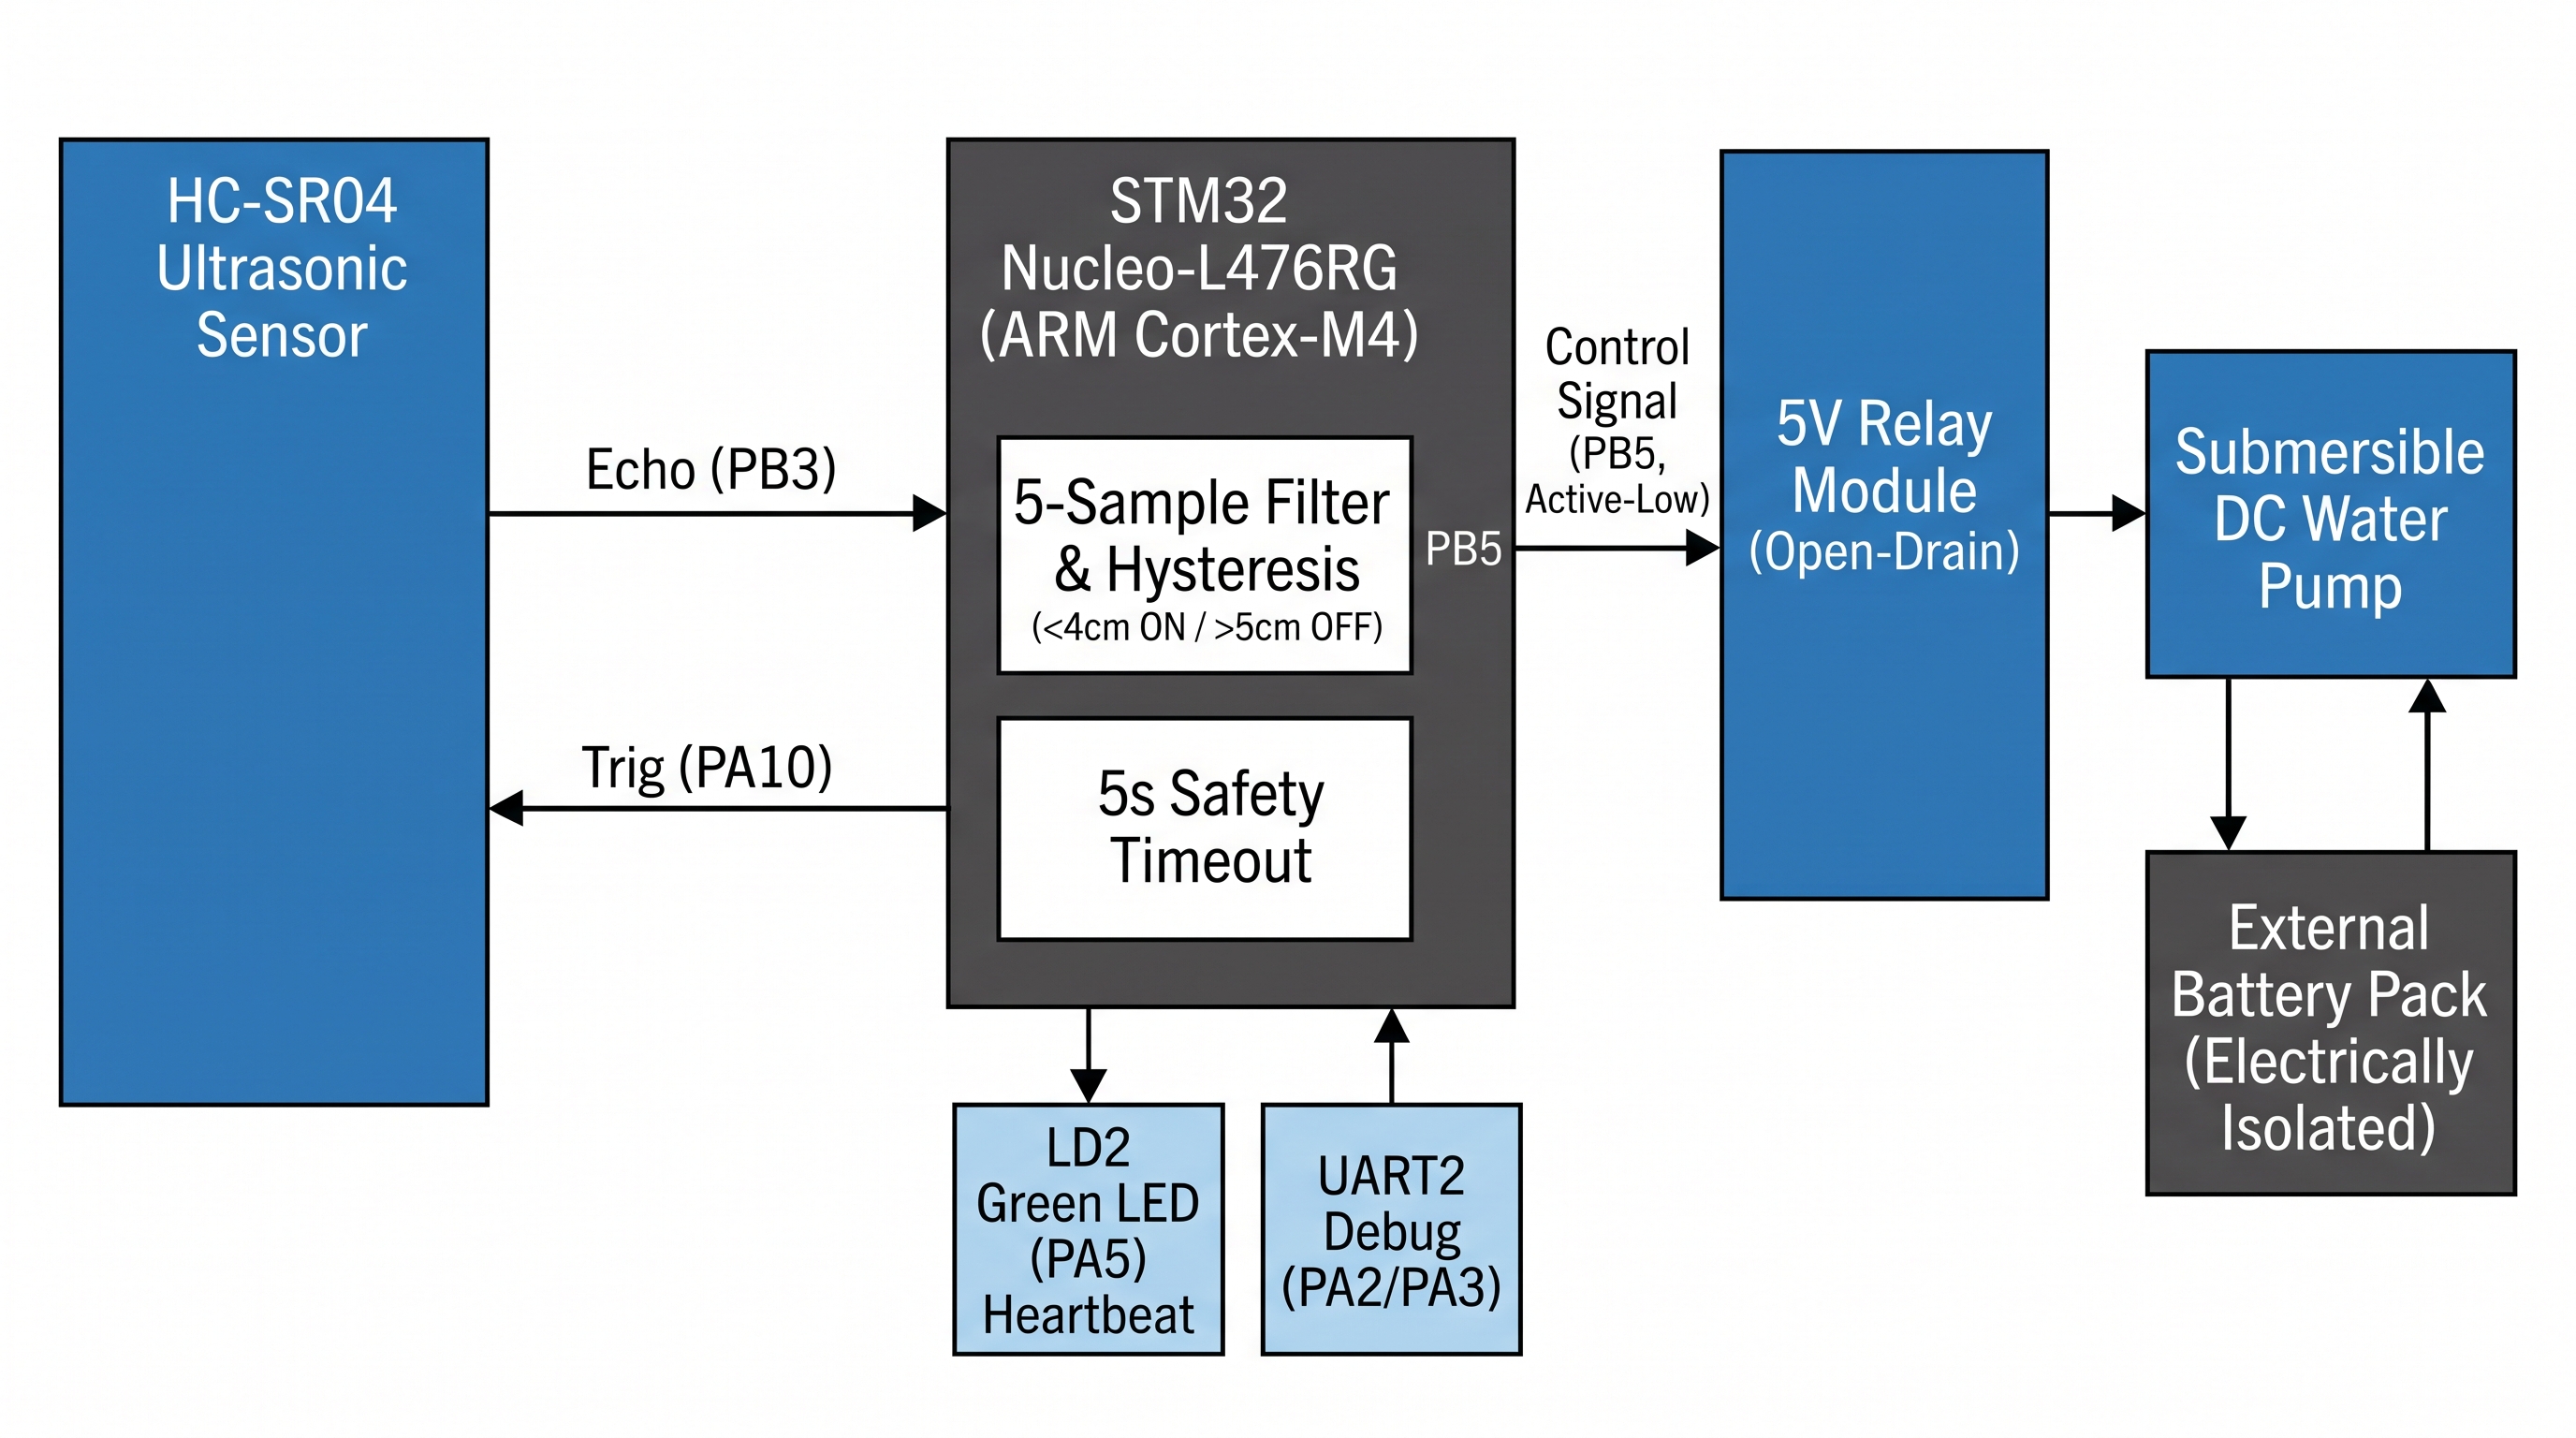 HC-SR04
Ultrasonic
Sensor
Echo (PB3)
Trig (PA10)
STM32
Nucleo-L476RG
(ARM Cortex-M4)
5-Sample Filter
& Hysteresis
(<4cm ON / >5cm OFF)
PB5
5s Safety
Timeout
LD2
Green LED
(PA5)
Heartbeat
UART2
Debug
(PA2/PA3)
Control
Signal
(PB5,
Active-Low)
5V Relay
Module
(Open-Drain)
Submersible
DC Water
Pump
External
Battery Pack
(Electrically
Isolated)